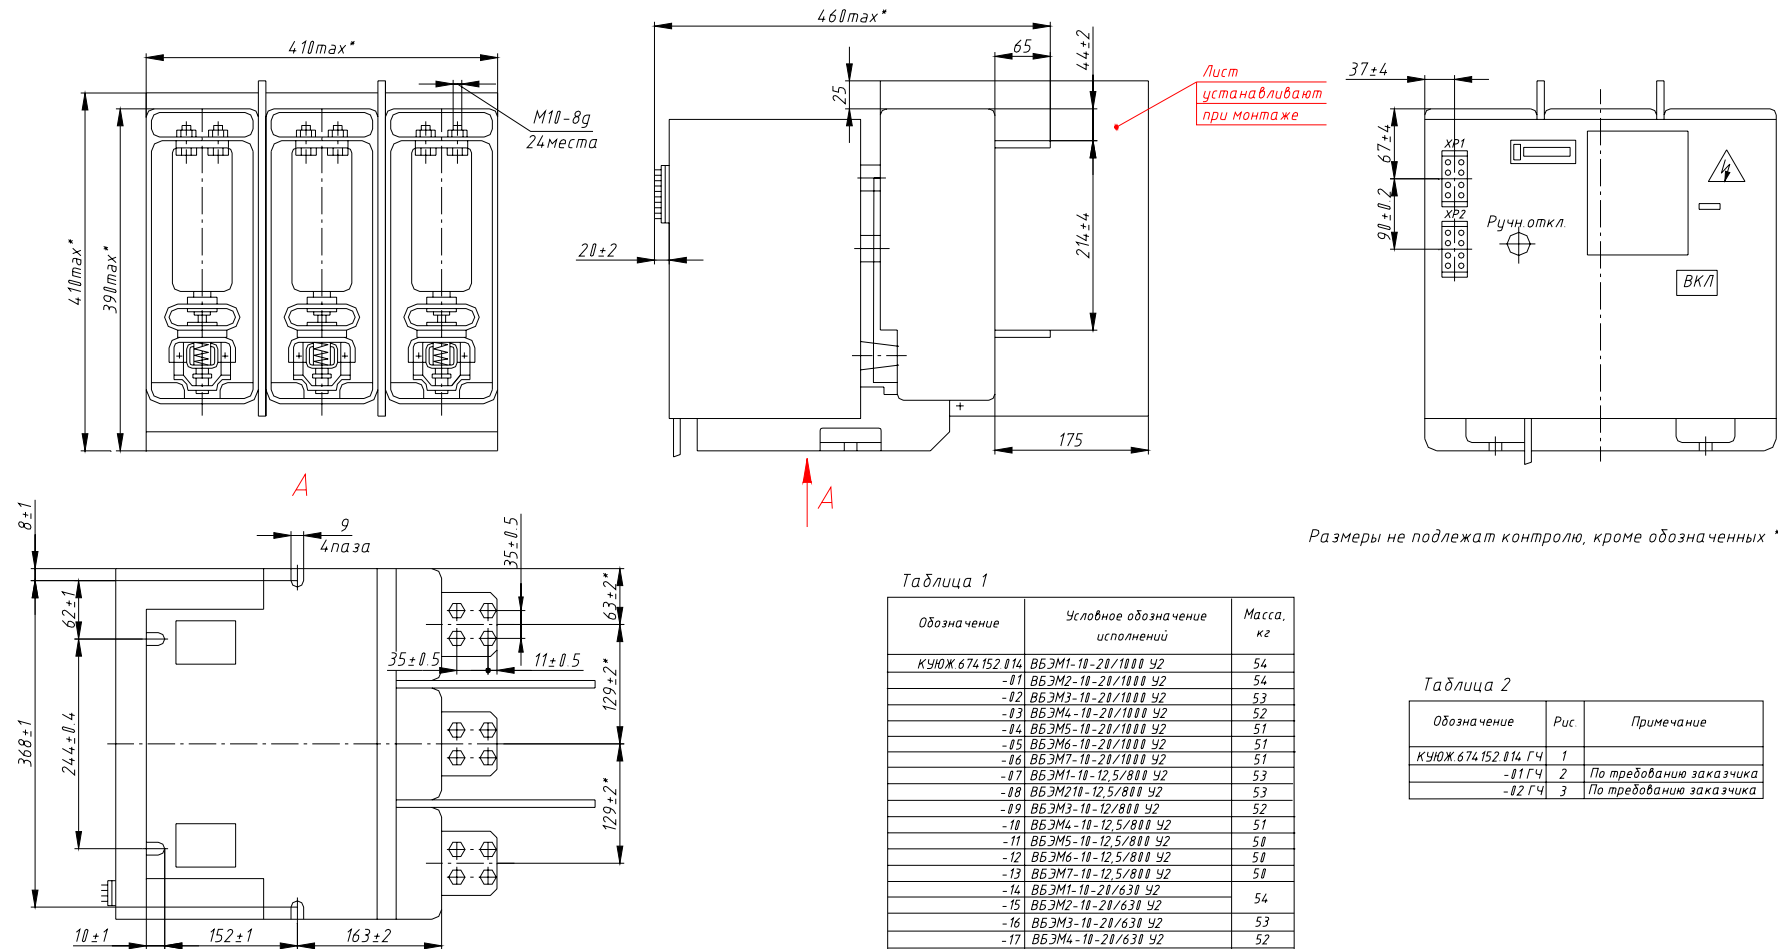 410max*
M10-8g
24места
410max*
390max*
460max*
65
44±2
25
Лист
устанавливают
при монтаже
20±2
214±4
175
А
37±4
67±4
90±0.2
ХР1
ХР2
Ручн.откл.
ВКЛ
А
8±1
9
4паза
35±0.5
63±2*
62±1
35±0.5
11±0.5
129±2*
244±0.4
368±1
129±2*
10±1
152±1
163±2
Размеры не подлежат контролю, кроме обозначенных *
Таблица 1
Обозначение Условное обозначение исполнений Масса, кг
КУЮЖ.674152.014 ВБЭМ1-10-20/1000 У2 54
-01 ВБЭМ2-10-20/1000 У2 54
-02 ВБЭМ3-10-20/1000 У2 53
-03 ВБЭМ4-10-20/1000 У2 52
-04 ВБЭМ5-10-20/1000 У2 51
-05 ВБЭМ6-10-20/1000 У2 51
-06 ВБЭМ7-10-20/1000 У2 51
-07 ВБЭМ1-10-12,5/800 У2 53
-08 ВБЭМ210-12,5/800 У2 53
-09 ВБЭМ3-10-12/800 У2 52
-10 ВБЭМ4-10-12,5/800 У2 51
-11 ВБЭМ5-10-12,5/800 У2 50
-12 ВБЭМ6-10-12,5/800 У2 50
-13 ВБЭМ7-10-12,5/800 У2 50
-14 ВБЭМ1-10-20/630 У2 54
-15 ВБЭМ2-10-20/630 У2
-16 ВБЭМ3-10-20/630 У2 53
-17 ВБЭМ4-10-20/630 У2 52
Таблица 2
Обозначение Рис. Примечание
КУЮЖ.674152.014 ГЧ 1
-01 ГЧ 2 По требованию заказчика
-02 ГЧ 3 По требованию заказчика